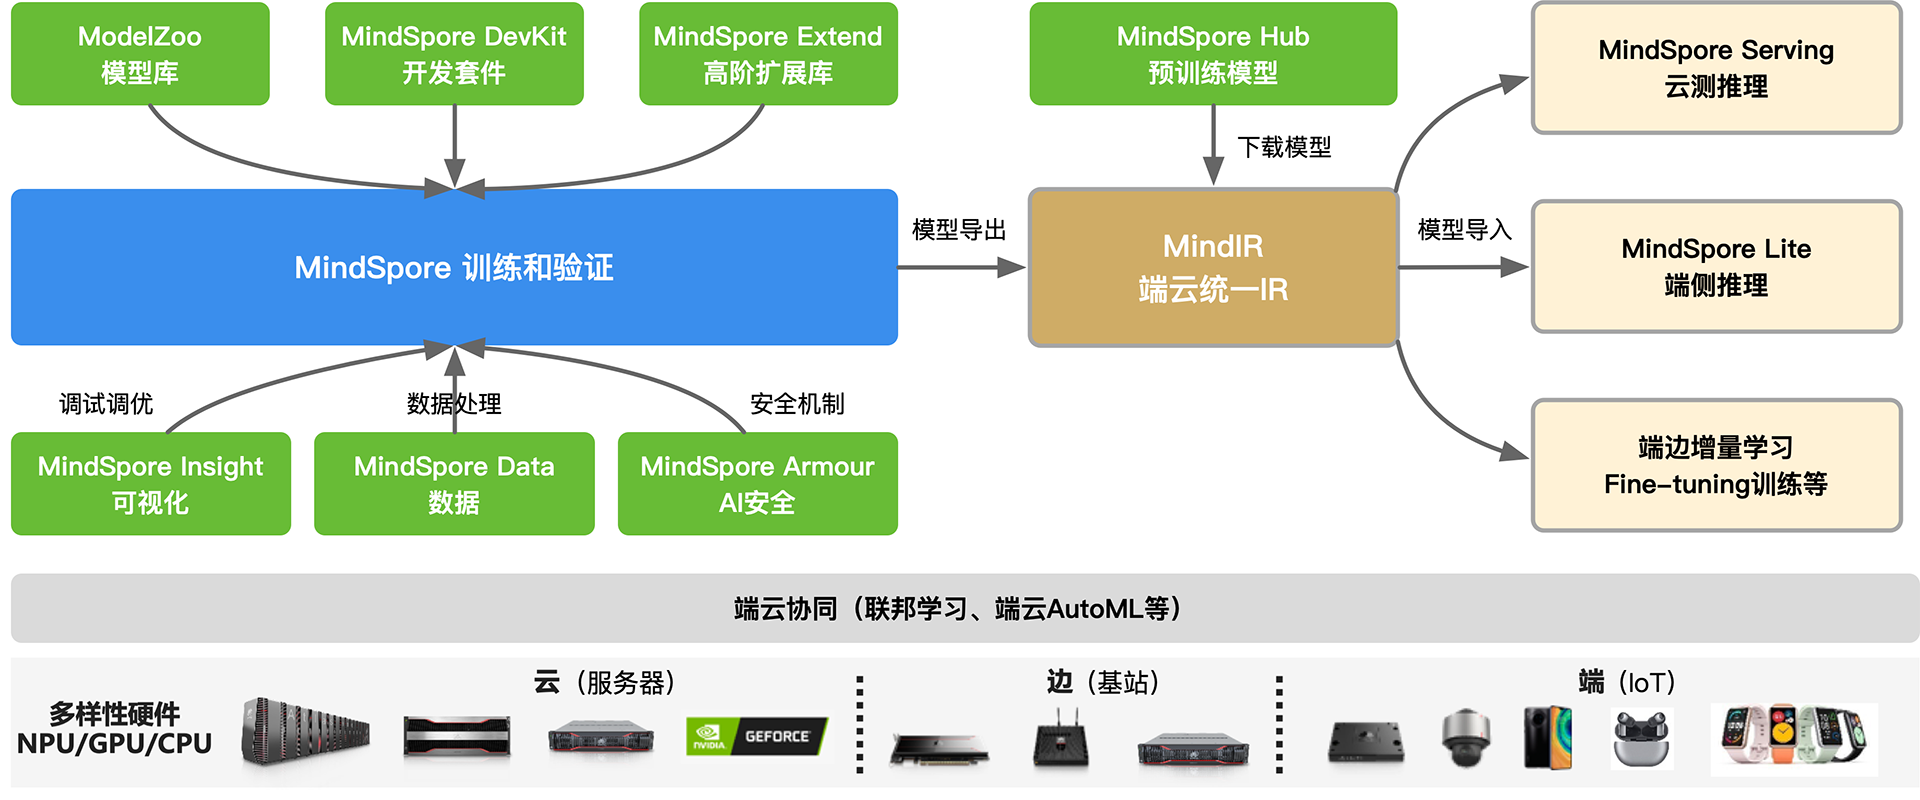 ModelZoo
模型库
MindSpore DevKit
开发套件
MindSpore Extend
高阶扩展库
MindSpore Hub
预训练模型
MindSpore Serving
云测推理
下载模型
MindSpore 训练和验证
模型导出
MindIR
端云统一IR
模型导入
MindSpore Lite
端侧推理
调试调优
数据处理
安全机制
MindSpore Insight
可视化
MindSpore Data
数据
MindSpore Armour
AI安全
端边增量学习
Fine-tuning训练等
端云协同（联邦学习、端云AutoML等）
多样性硬件
NPU/GPU/CPU
云（服务器）
NVIDIA
GEFORCE
边（基站）
端（IoT）